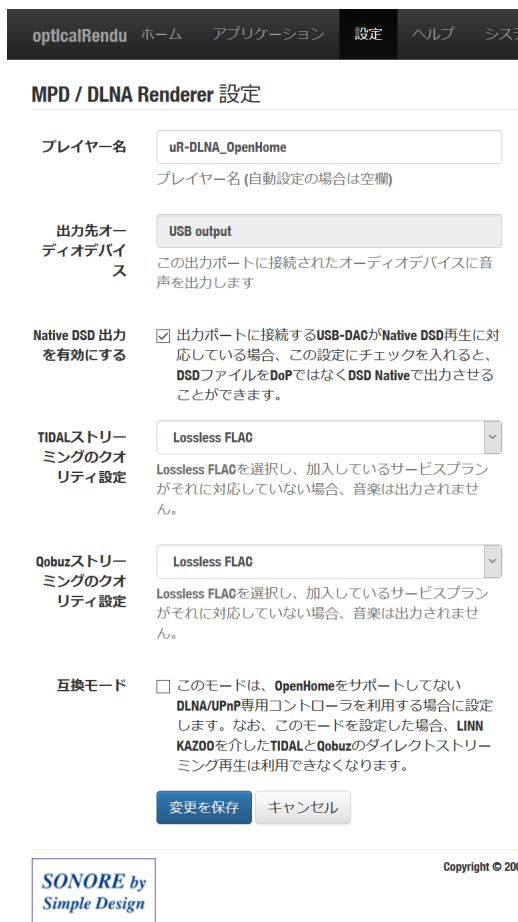 opticalRendu ホーム アプリケーション 設定 ヘルプ
MPD / DLNA Renderer 設定
プレイヤー名
uR-DLNA_OpenHome
プレイヤー名 (自動設定の場合は空欄)
出力先オー
ディオデバイ
ス
USB output
この出力ポートに接続されたオーディオデバイスに音
声を出力します
Native DSD 出力
を有効にする
出力ポートに接続するUSB-DACがNative DSD再生に対
応している場合、この設定にチェックを入れると、
DSDファイルをDoPではなくDSD Nativeで出力させる
ことができます。
TIDALストリー
ミングのクオ
リティ設定
Lossless FLAC
Lossless FLACを選択し、加入しているサービスプラン
がそれに対応していない場合、音楽は出力されませ
ん。
Qobuzストリー
ミングのクオ
リティ設定
Lossless FLAC
Lossless FLACを選択し、加入しているサービスプラン
がそれに対応していない場合、音楽は出力されませ
ん。
互換モード
このモードは、OpenHomeをサポートしてない
DLNA/UPnP専用コントローラを利用する場合に設定
します。なお、このモードを設定した場合、LINN
KAZOOを介したTIDALとQobuzのダイレクトストリー
ミング再生は利用できなくなります。
変更を保存 キャンセル
SONORE by
Simple Design
Copyright ©